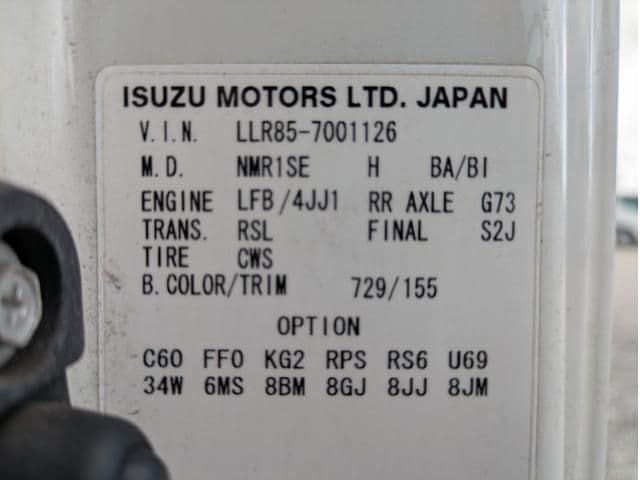 ISUZU MOTORS LTD. JAPAN
V.I.N. LLR85-7001126
M.D. NMR1SE H BA/BI
ENGINE LFB/4JJ1 RR AXLE G73
TRANS. RSL FINAL S2J
TIRE CWS
B.COLOR/TRIM 729/155
OPTION
C60 FF0 KG2 RPS RS6 U69
34W 6MS 8BM 8GJ 8JJ 8JM